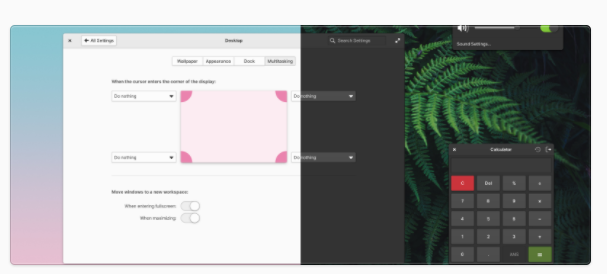 ← All Settings
Desktop
Search Settings
Wallpaper Appearance Dock Multitasking
When the cursor enters the corner of the display:
Do nothing
Do nothing
Do nothing
Do nothing
Move windows to a new workspace:
When entering fullscreen:
When maximizing:
Sound Settings...
Calculator
C Del %
7 8 9
4 5 6 −
1 2 3 +
0 . =